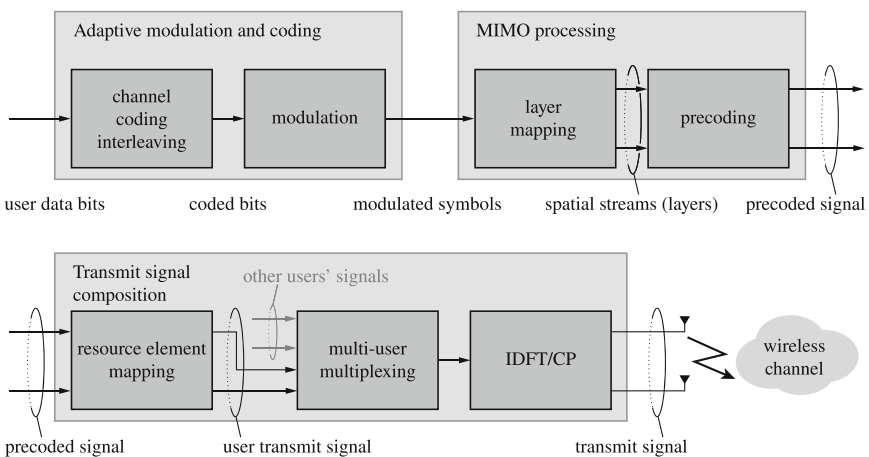 Adaptive modulation and coding
MIMO processing
channel
coding
interleaving
modulation
layer
mapping
precoding
user data bits
coded bits
modulated symbols
spatial streams (layers)
precoded signal
Transmit signal
composition
other users’ signals
resource element
mapping
multi-user
multiplexing
IDFT/CP
wireless
channel
precoded signal
user transmit signal
transmit signal